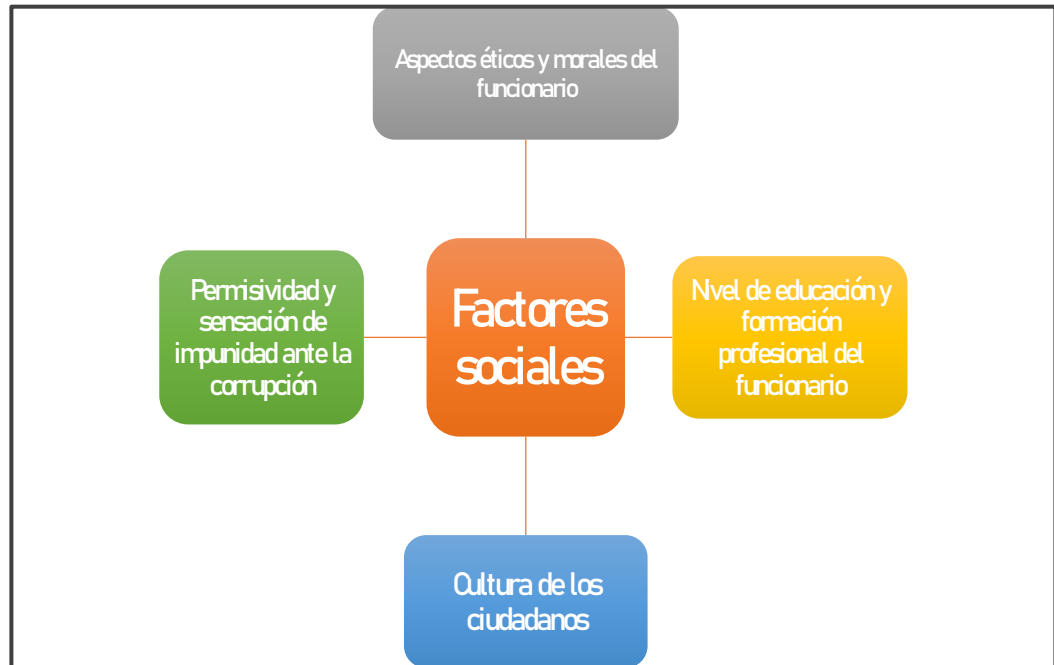 Aspectos éticos y morales del
funcionario
Permisividad y
sensación de
impunidad ante la
corrupción
Factores
sociales
Nivel de educación y
formación
profesional del
funcionario
Cultura de los
ciudadanos